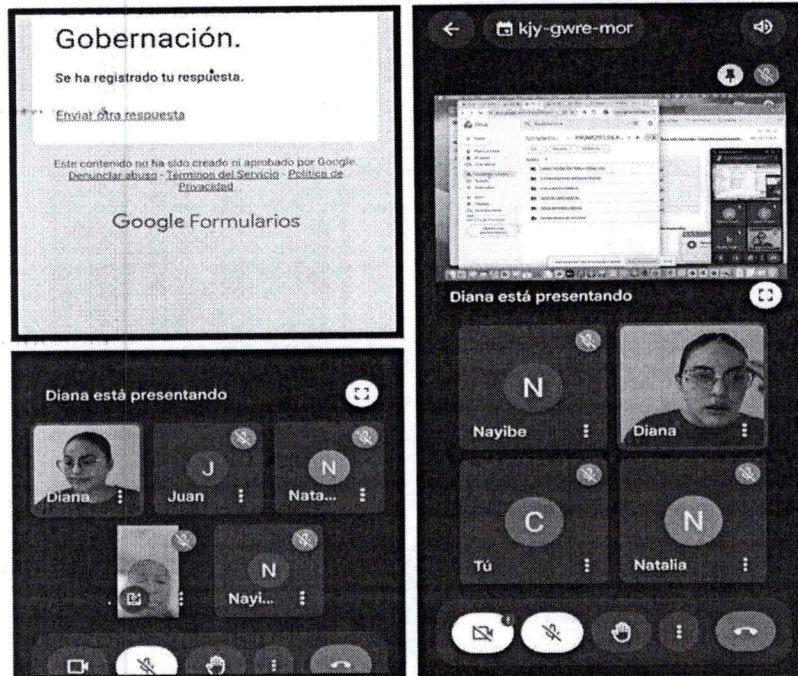 Gobernación.
Se ha registrado tu respuesta.
Enviar otra respuesta
Este contenido no ha sido creado ni aprobado por Google.
Denunciar abuso - Términos del Servicio - Política de
Privacidad
Google Formularios
Diana está presentando
Diana
J
Juan
N
Nata...
N
Nayi...
kjy-gwre-mor
Diana está presentando
N
Nayibe
Diana
C
Tú
N
Natalia